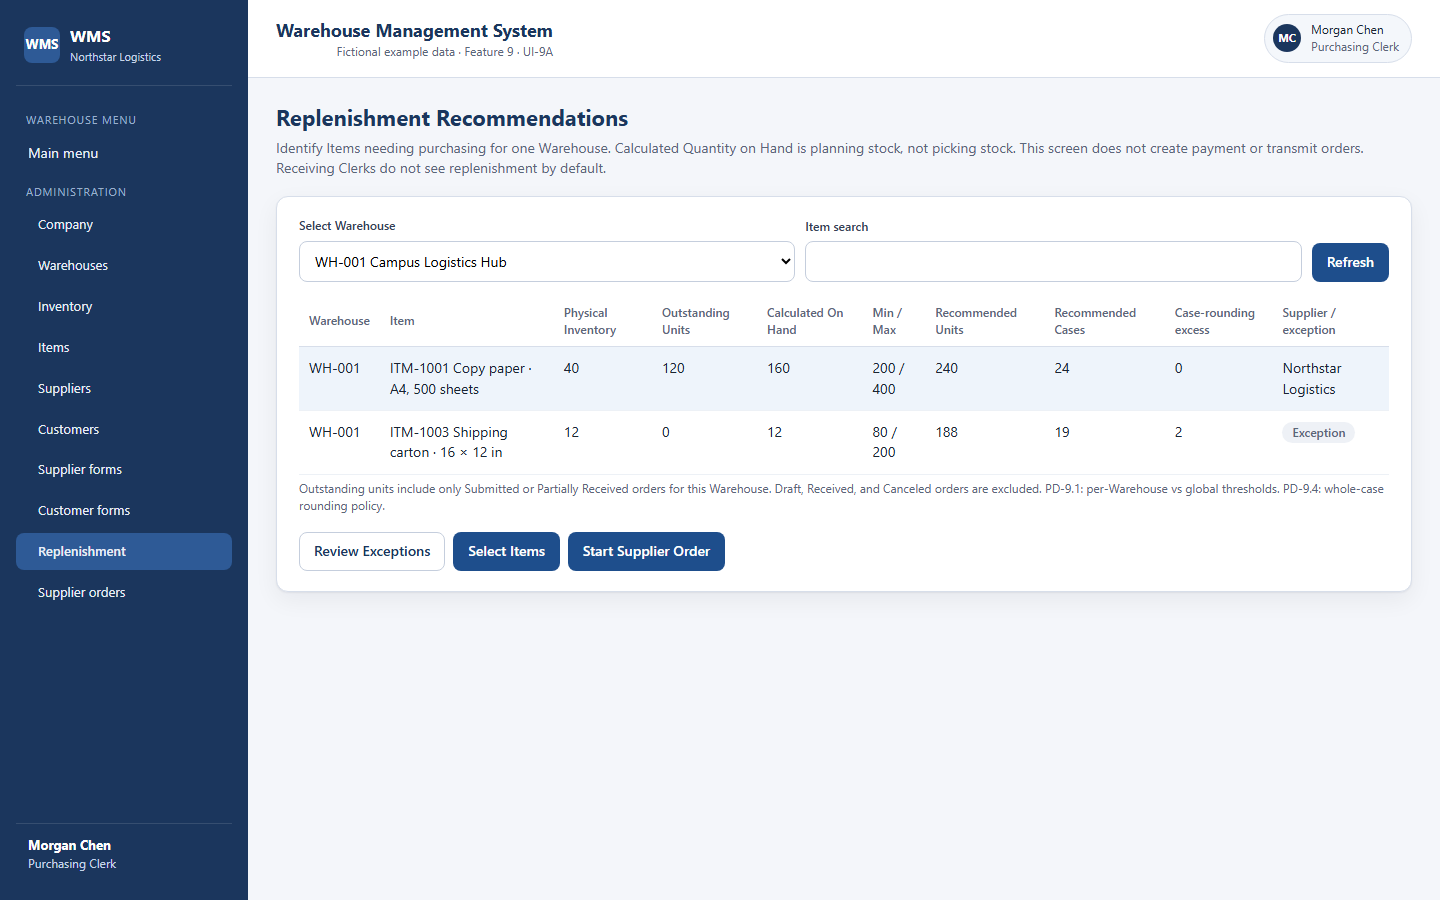 WMS
WMS
Northstar Logistics
WAREHOUSE MENU
Main menu
ADMINISTRATION
Company
Warehouses
Inventory
Items
Suppliers
Customers
Supplier forms
Customer forms
Replenishment
Supplier orders
Morgan Chen
Purchasing Clerk
Warehouse Management System
Fictional example data · Feature 9 · UI-9A
MC
Morgan Chen
Purchasing Clerk
Replenishment Recommendations
Identify Items needing purchasing for one Warehouse. Calculated Quantity on Hand is planning stock, not picking stock. This screen does not create payment or transmit orders.
Receiving Clerks do not see replenishment by default.
Select Warehouse
Item search
WH-001 Campus Logistics Hub
Refresh
Warehouse Item Physical Inventory Outstanding Units Calculated On Hand Min / Max Recommended Units Recommended Cases Case-rounding excess Supplier / exception
WH-001 ITM-1001 Copy paper · 40 120 160 200 / 240 24 0 Northstar
A4, 500 sheets 400 Logistics
WH-001 ITM-1003 Shipping 12 0 12 80 / 188 19 2 Exception
carton · 16 × 12 in 200
Outstanding units include only Submitted or Partially Received orders for this Warehouse. Draft, Received, and Canceled orders are excluded. PD-9.1: per-Warehouse vs global thresholds. PD-9.4: whole-case
rounding policy.
Review Exceptions
Select Items
Start Supplier Order